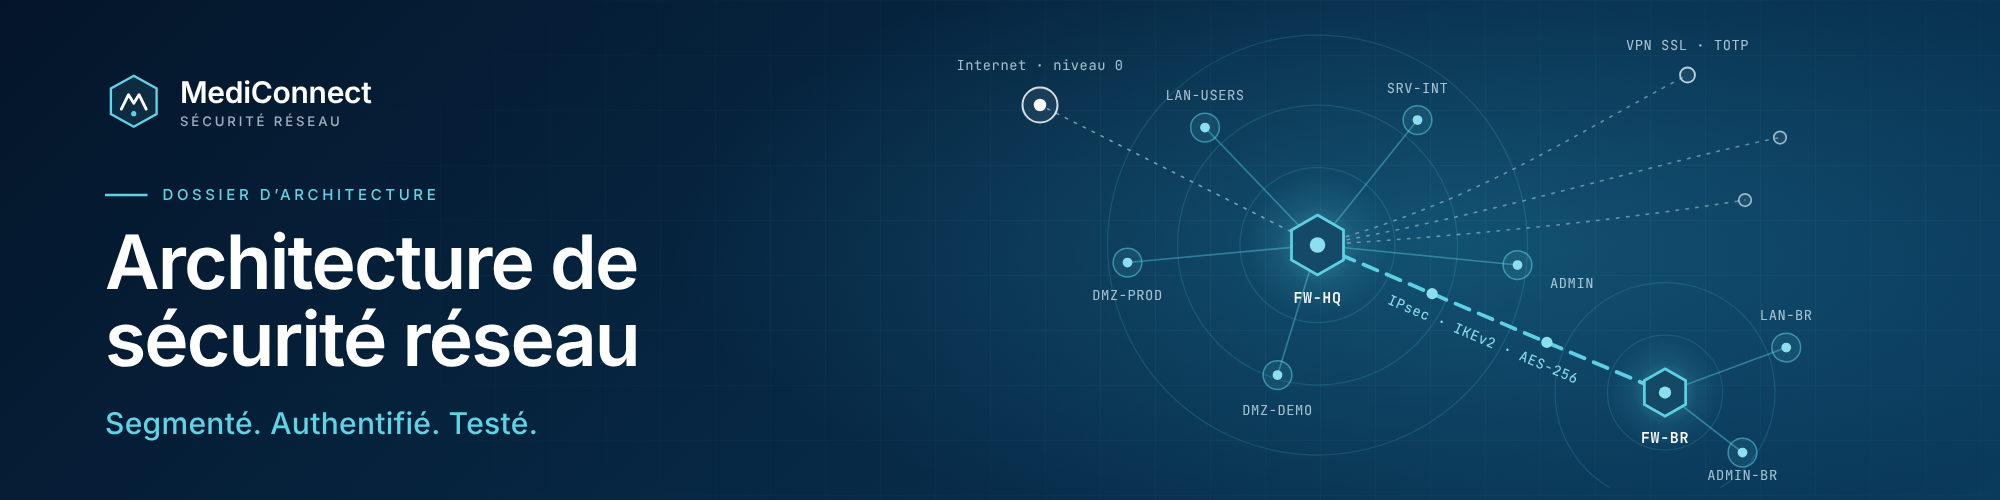 MediConnect
SÉCURITÉ RÉSEAU
DOSSIER D’ARCHITECTURE
Architecture de
sécurité réseau
Segmenté. Authentifié. Testé.
Internet · niveau 0
VPN SSL · TOTP
LAN-USERS
SRV-INT
DMZ-PROD
FW-HQ
ADMIN
IPsec · IKEv2 · AES-256
LAN-BR
DMZ-DEMO
FW-BR
ADMIN-BR